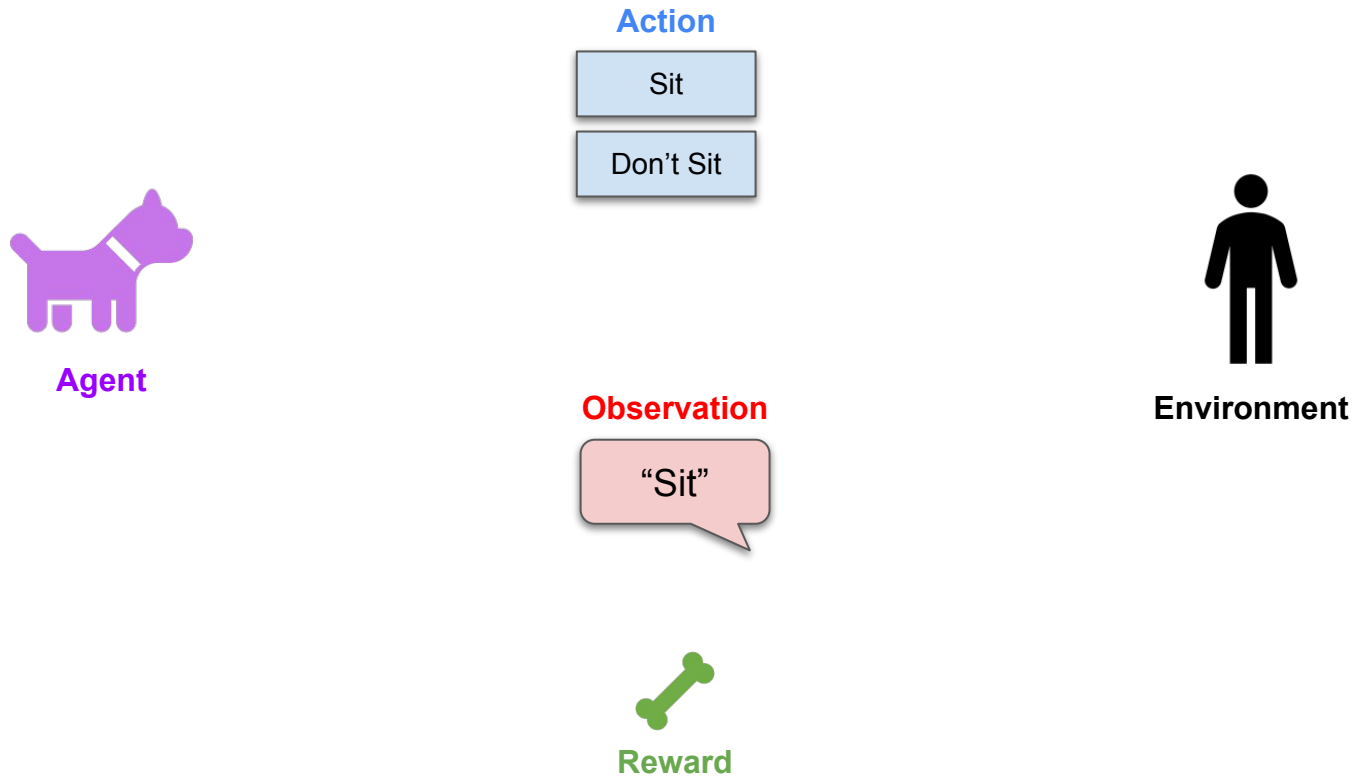 Action
Sit
Don’t Sit
Agent
Observation
Environment
“Sit”
Reward